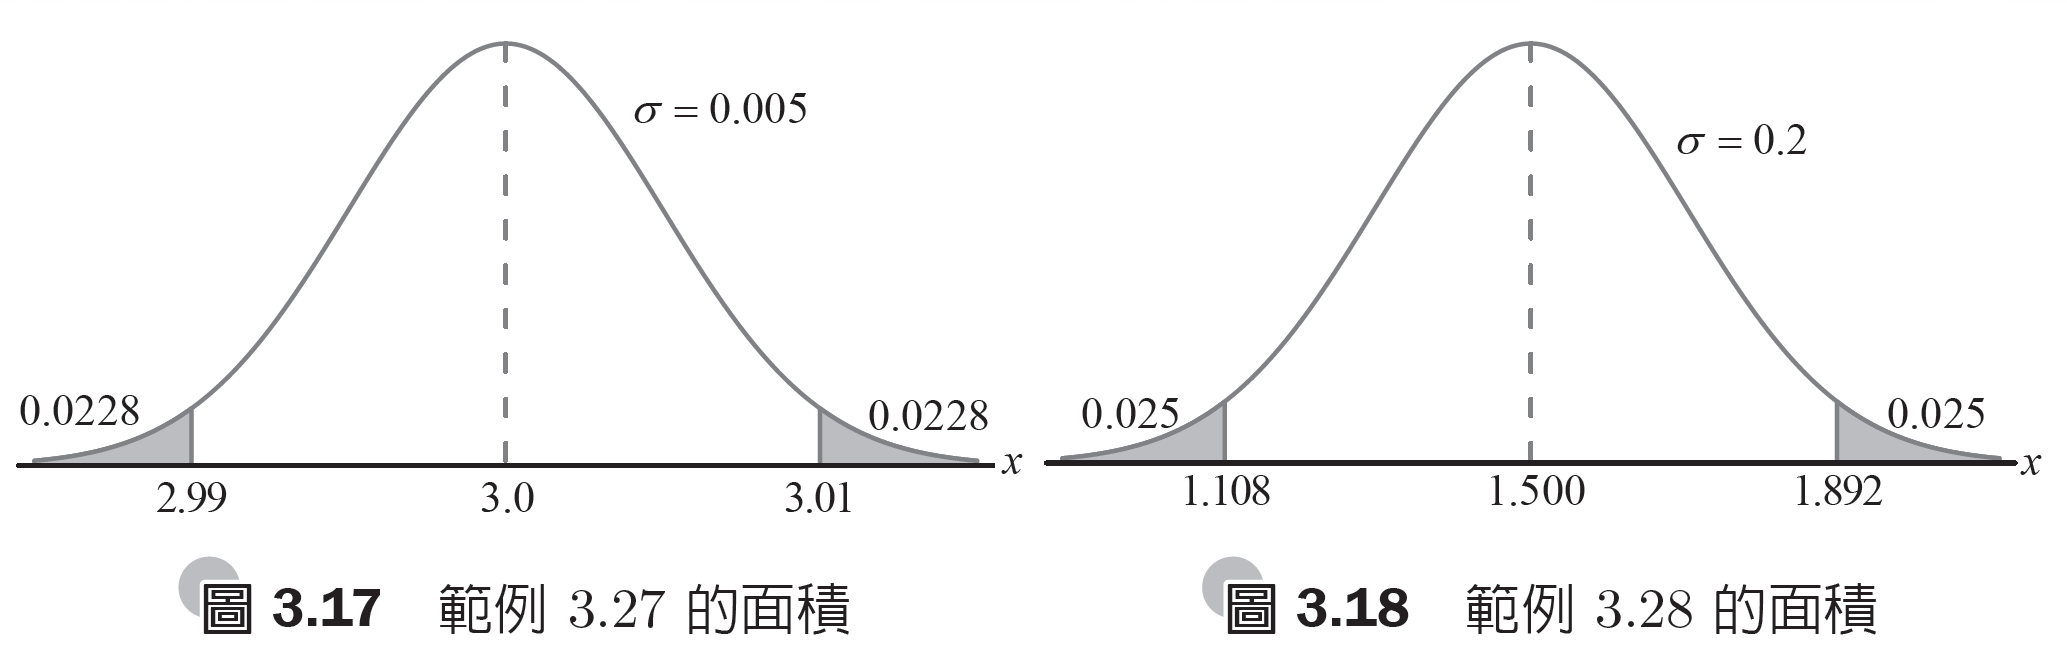 σ = 0.005
0.0228
0.0228
x
2.99
3.0
3.01
圖 3.17 範例 3.27 的面積
σ = 0.2
0.025
0.025
x
1.108
1.500
1.892
圖 3.18 範例 3.28 的面積